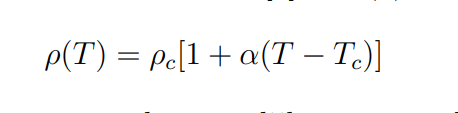 ρ(T) = ρ_c[1 + α(T − T_c)]